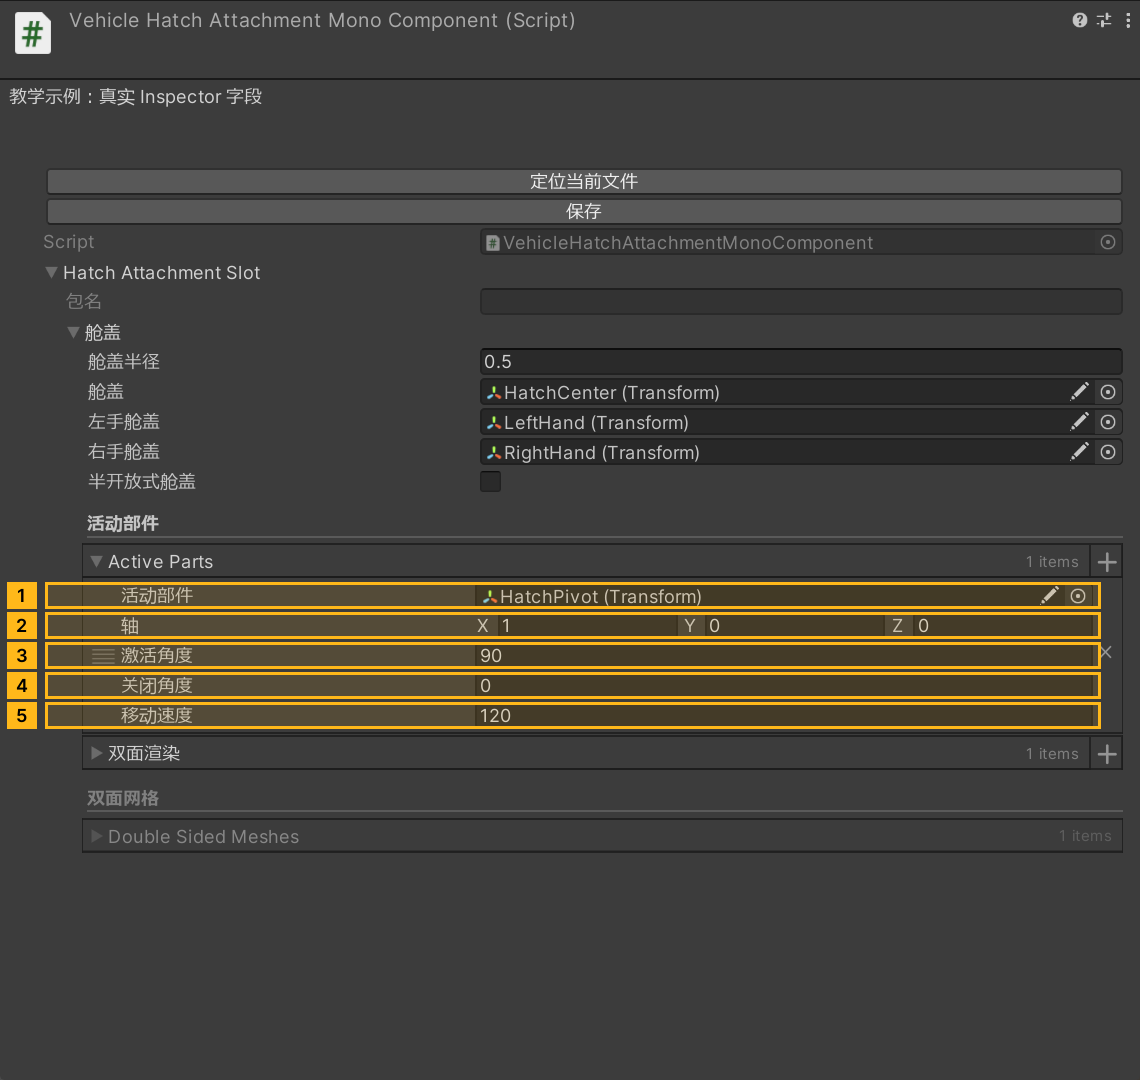 Vehicle Hatch Attachment Mono Component (Script)
教学示例：真实 Inspector 字段
定位当前文件
保存
Script VehicleHatchAttachmentMonoComponent
Hatch Attachment Slot
包名
舱盖
舱盖半径 0.5
舱盖 HatchCenter (Transform)
左手舱盖 LeftHand (Transform)
右手舱盖 RightHand (Transform)
半开放式舱盖
活动部件
Active Parts 1 items
1 活动部件 HatchPivot (Transform)
2 轴 X 1 Y 0 Z 0
3 激活角度 90
4 关闭角度 0
5 移动速度 120
双面渲染 1 items
双面网格
Double Sided Meshes 1 items